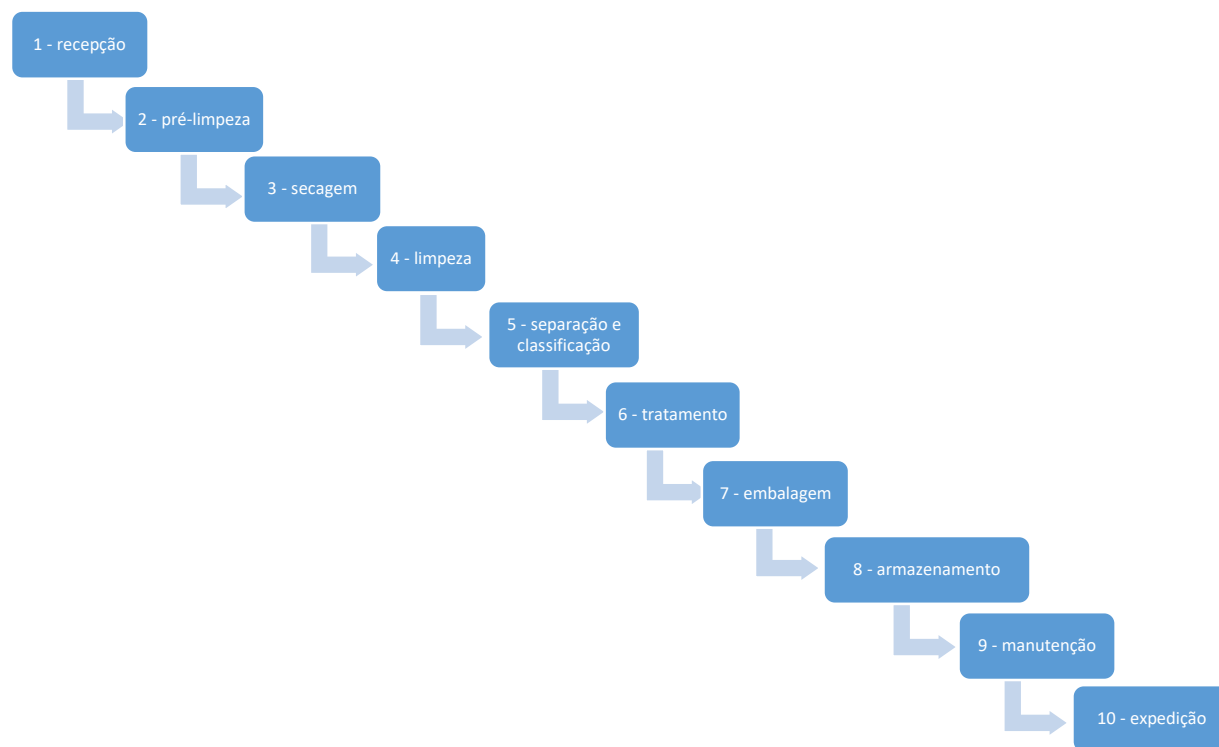 1 - recepção
2 - pré-limpeza
3 - secagem
4 - limpeza
5 - separação e
classificação
6 - tratamento
7 - embalagem
8 - armazenamento
9 - manutenção
10 - expedição